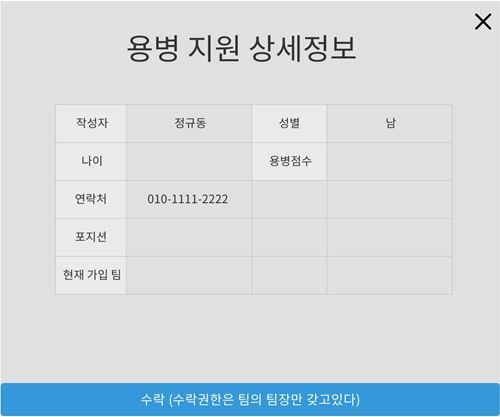 용병 지원 상세정보
작성자 정규동 성별 남
나이 용병점수
연락처 010-1111-2222
포지션
현재 가입 팀
수락 (수락권한은 팀의 팀장만 갖고있다)